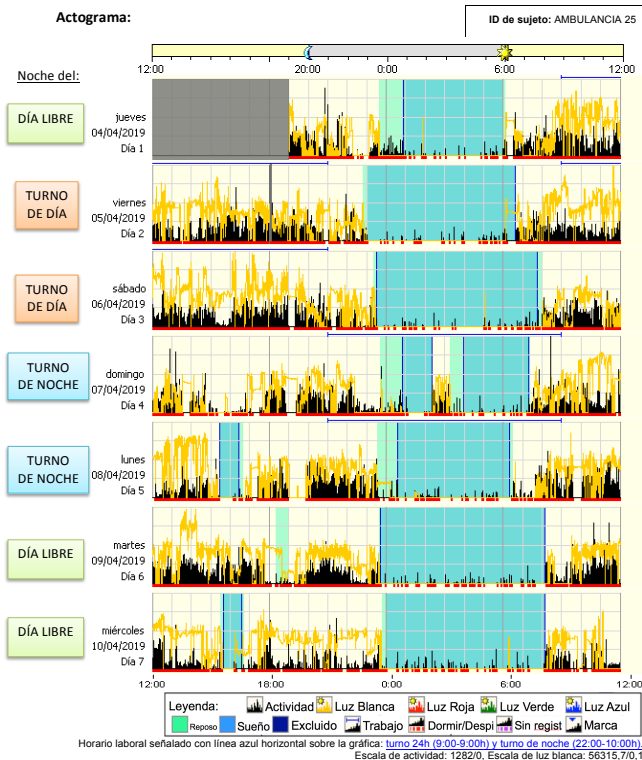 Actograma:
ID de sujeto: AMBULANCIA 25
12:00 20:00 0:00 6:00 12:00
Noche del:
DÍA LIBRE
jueves
04/04/2019
Día 1
TURNO
DE DÍA
viernes
05/04/2019
Día 2
TURNO
DE DÍA
sábado
06/04/2019
Día 3
TURNO
DE NOCHE
domingo
07/04/2019
Día 4
TURNO
DE NOCHE
lunes
08/04/2019
Día 5
DÍA LIBRE
martes
09/04/2019
Día 6
DÍA LIBRE
miércoles
10/04/2019
Día 7
12:00 18:00 0:00 6:00 12:00
Leyenda: Actividad Luz Blanca Luz Roja Luz Verde Luz Azul
Reposo Sueño Excluido Trabajo Dormir/Despi Sin regist Marca
Horario laboral señalado con línea azul horizontal sobre la gráfica: turno 24h (9:00-9:00h) y turno de noche (22:00-10:00h).
Escala de actividad: 1282/0, Escala de luz blanca: 56315,7/0,1